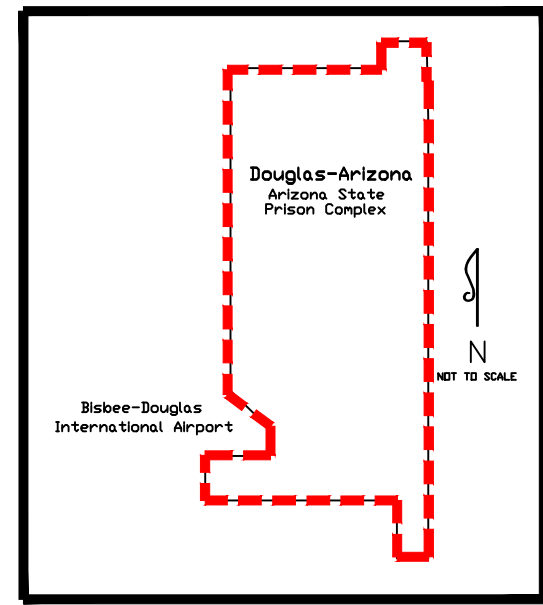 Douglas-Arizona
Arizona State
Prison Complex
N
NOT TO SCALE
Bisbee-Douglas
International Airport